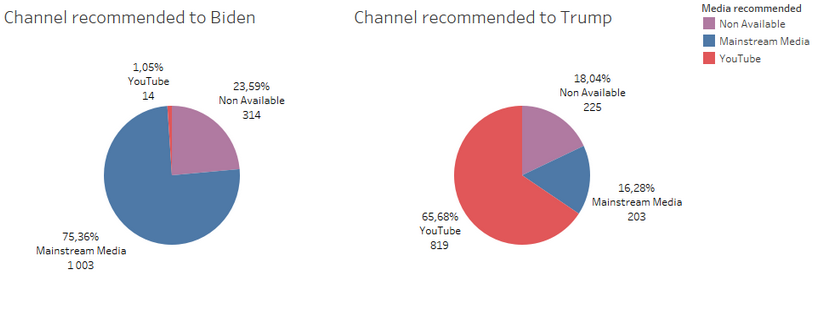 Channel recommended to Biden
1,05%
YouTube
14
23,59%
Non Available
314
75,36%
Mainstream Media
1 003
Channel recommended to Trump
18,04%
Non Available
225
16,28%
Mainstream Media
203
65,68%
YouTube
819
Media recommended
Non Available
Mainstream Media
YouTube